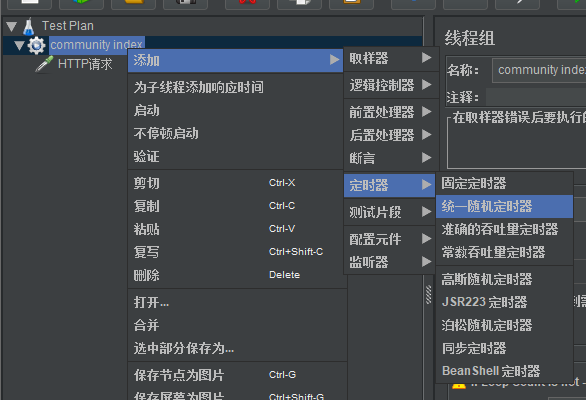 Test Plan
community index
HTTP请求
添加
为子线程添加响应时间
启动
不停顿启动
验证
剪切 Ctrl-X
复制 Ctrl-C
粘贴 Ctrl-V
复写 Ctrl+Shift-C
删除 Delete
打开...
合并
选中部分保存为...
保存节点为图片 Ctrl-G
保存屏幕为图片 Ctrl+Shift-G
取样器
逻辑控制器
前置处理器
后置处理器
断言
定时器
测试片段
配置元件
监听器
固定定时器
统一随机定时器
准确的吞吐量定时器
常数吞吐量定时器
高斯随机定时器
JSR223 定时器
泊松随机定时器
同步定时器
BeanShell 定时器
线程组
名称： community index
注释：
在取样器错误后要执行的